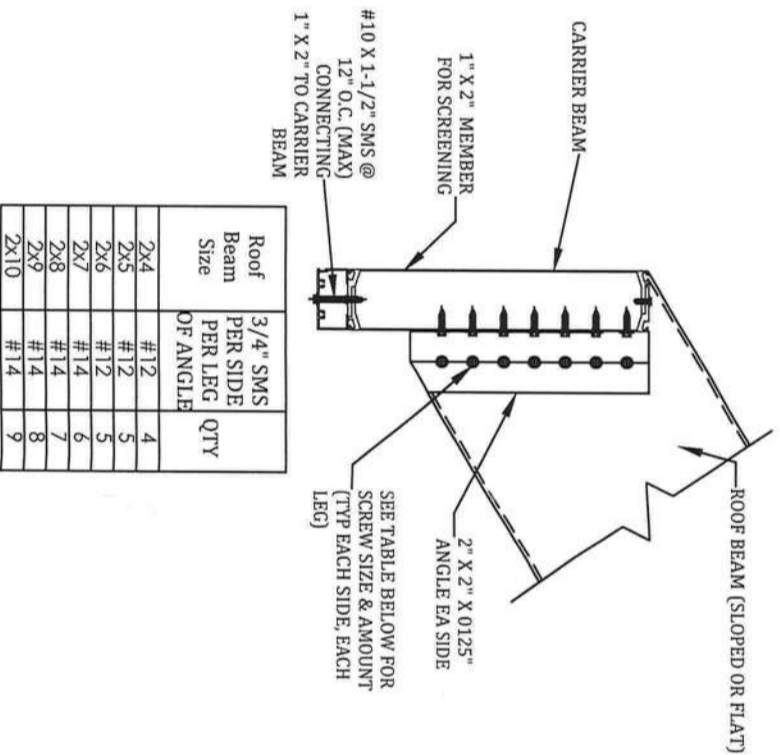 ROOF BEAM (SLOPED OR FLAT)
CARRIER BEAM
1" X 2" MEMBER
FOR SCREENING
#10 X 1-1/2" SMS @
12" O.C. (MAX)
CONNECTING
1" X 2" TO CARRIER
BEAM
2" X 2" X 0125"
ANGLE EA SIDE
SEE TABLE BELOW FOR
SCREW SIZE & AMOUNT
(TYP EACH SIDE, EACH
LEG)
Roof
Beam
Size
3/4" SMS
PER SIDE
PER LEG
OF ANGLE
QTY
2x4 #12 4
2x5 #12 5
2x6 #12 5
2x7 #14 6
2x8 #14 7
2x9 #14 8
2x10 #14 9